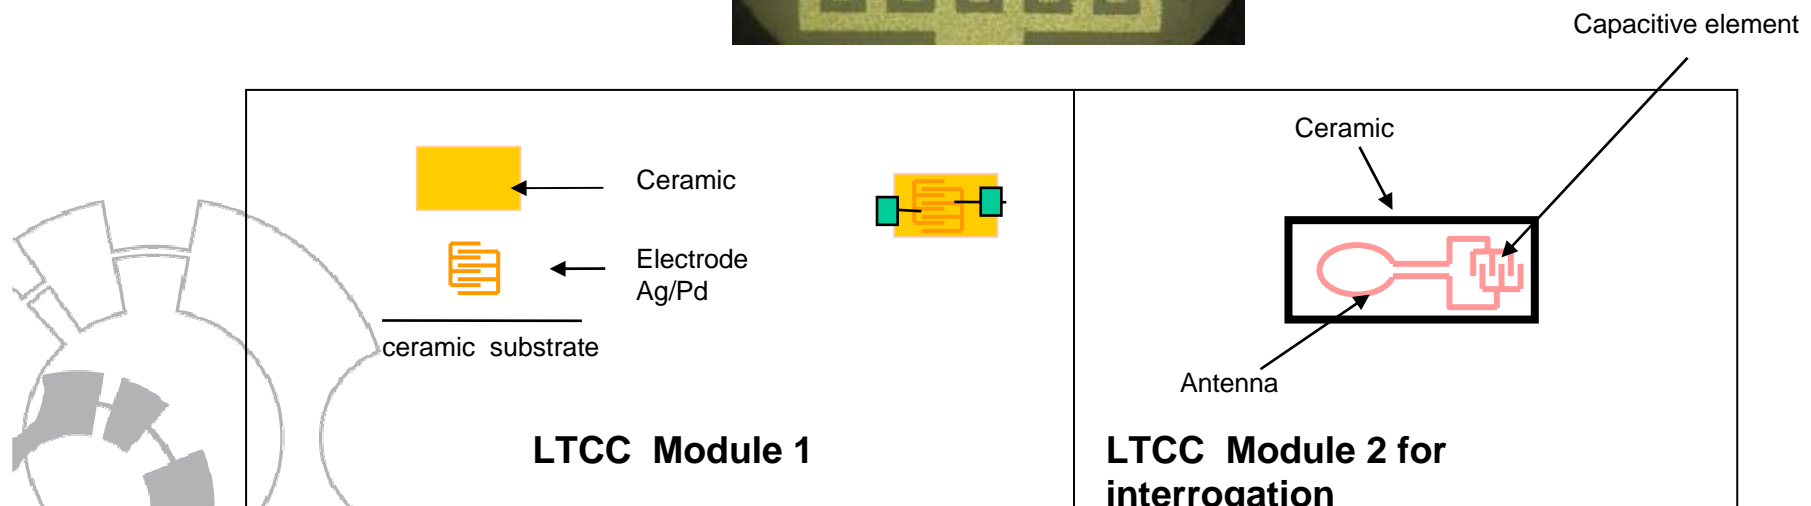 Capacitive element
Ceramic
Ceramic
Electrode
Ag/Pd
ceramic substrate
Antenna
LTCC Module 1
LTCC Module 2 for
interrogation